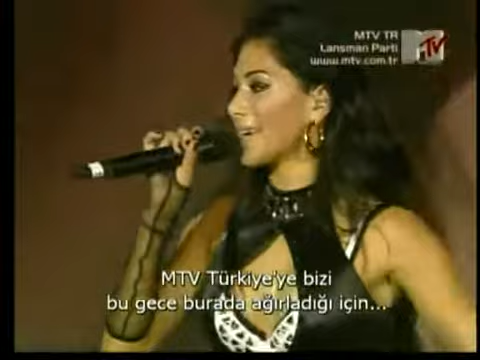 MTV TR
Lansman Parti
www.mtv.com.tr
MTV
MTV Türkiye'ye bizi
bu gece burada ağırladığı için...